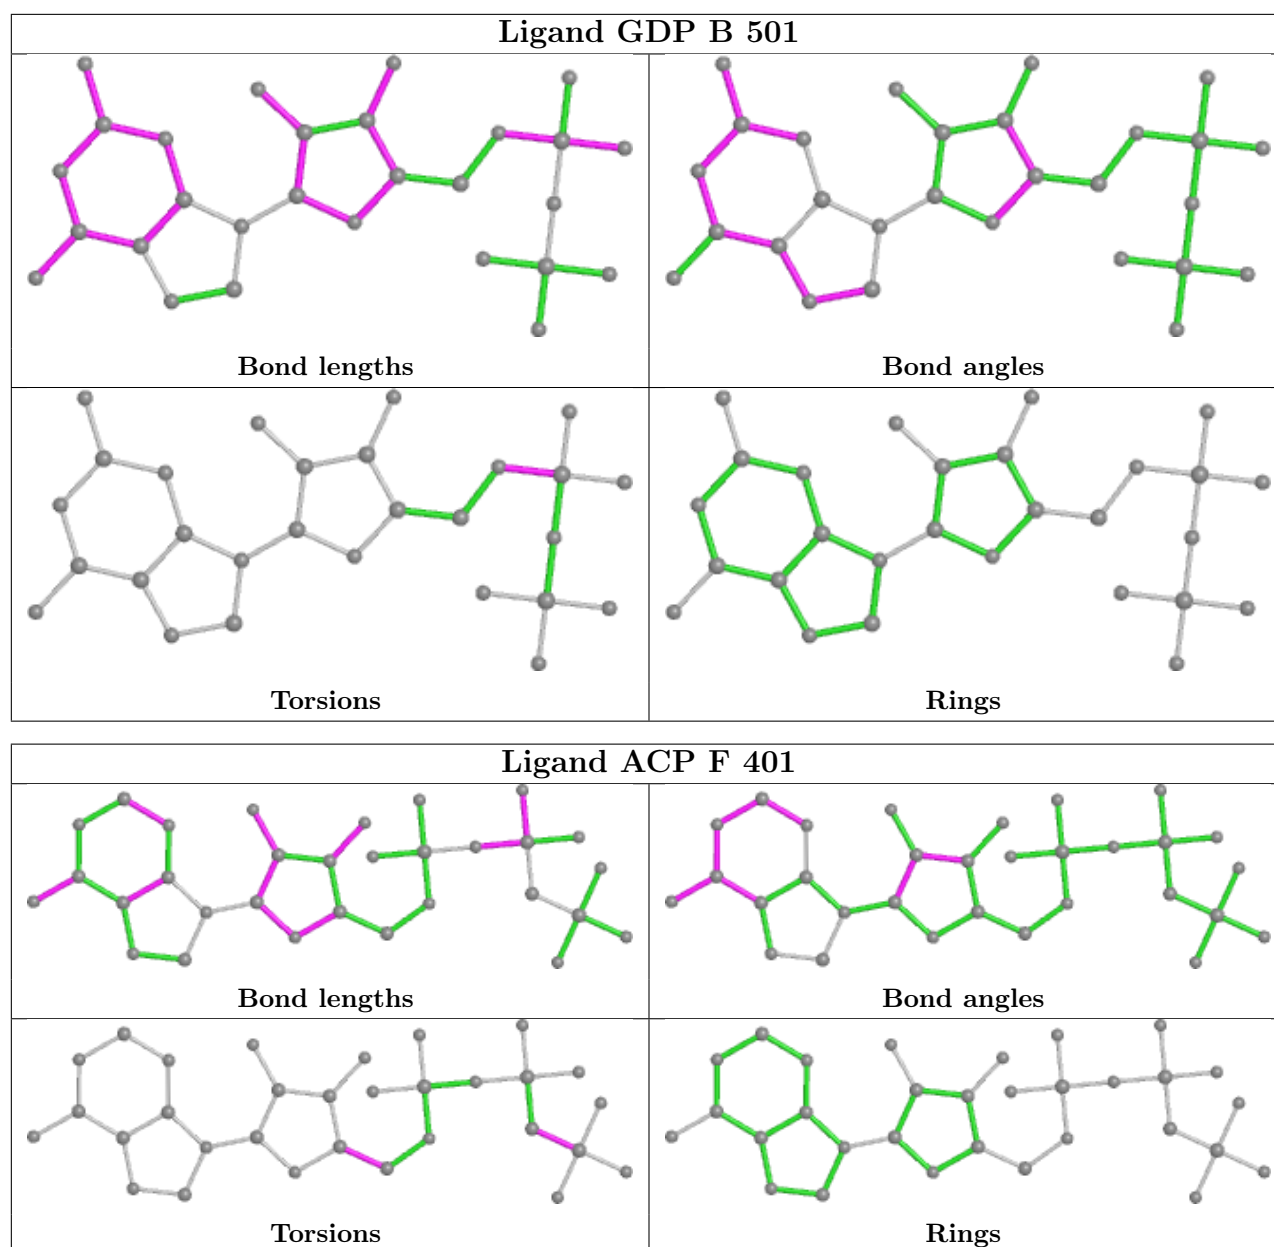 Ligand GDP B 501
Bond lengths
Bond angles
Torsions
Rings
Ligand ACP F 401
Bond lengths
Bond angles
Torsions
Rings